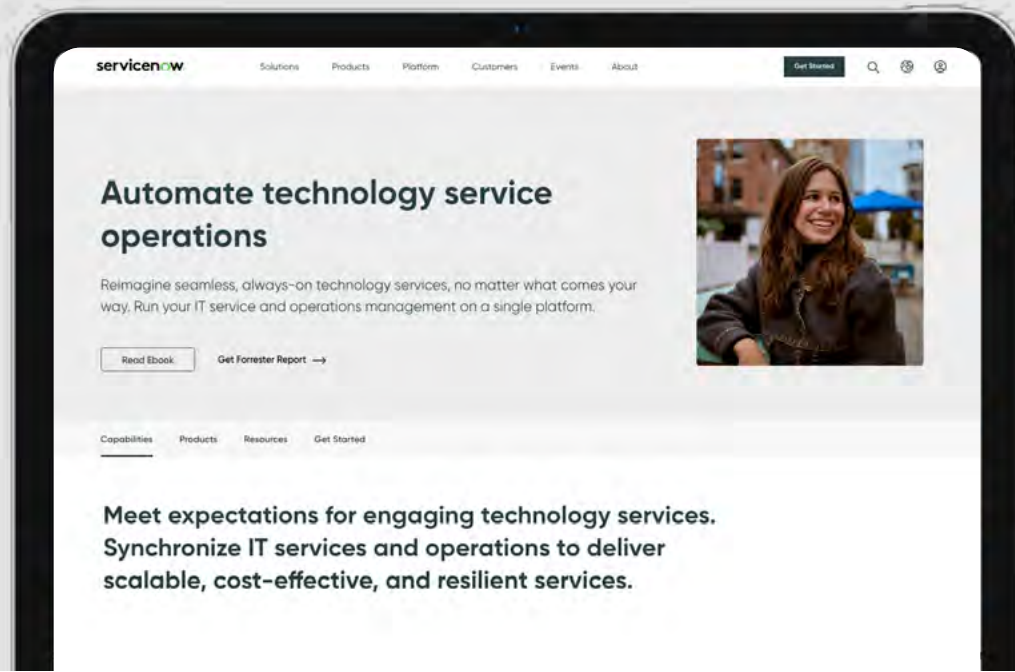 servicenow
Solutions
Products
Platform
Customers
Events
About
Get Started
Automate technology service
operations
Reimagine seamless, always-on technology services, no matter what comes your
way. Run your IT service and operations management on a single platform.
Read Ebook
Get Forrester Report →
Capabilities
Products
Resources
Get Started
Meet expectations for engaging technology services.
Synchronize IT services and operations to deliver
scalable, cost-effective, and resilient services.